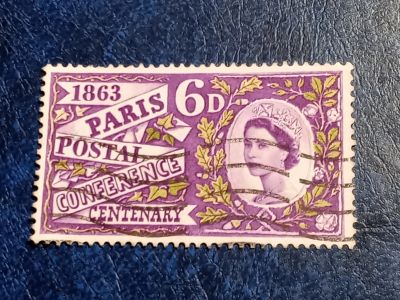 1863
PARIS 6D
POSTAL
CONFERENCE
CENTENARY